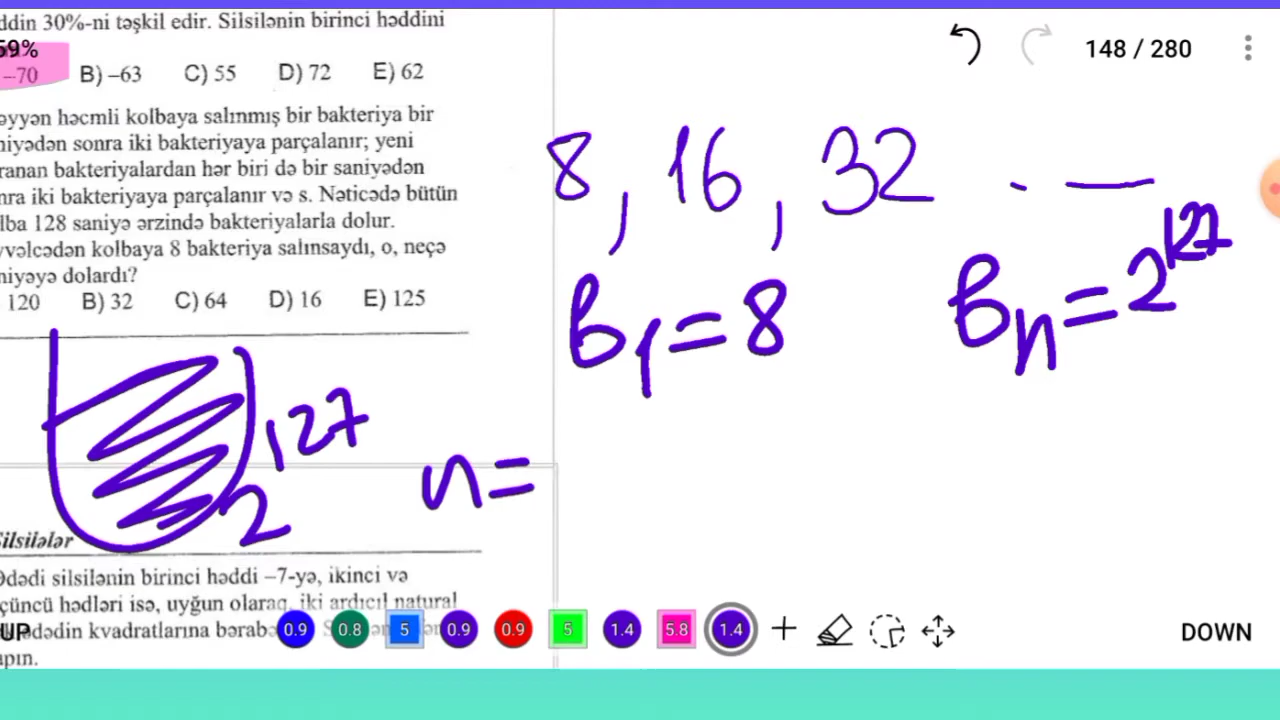 ddin 30%-ni təşkil edir. Silsilənin birinci həddini
59%
–70 B) –63 C) 55 D) 72 E) 62
əyyən həcmli kolbaya salınmış bir bakteriya bir
niyədən sonra iki bakteriyaya parçalanır; yeni
ranan bakteriyalardan hər biri də bir saniyədən
nra iki bakteriyaya parçalanır və s. Nəticədə bütün
lba 128 saniyə ərzində bakteriyalarla dolur.
vvəlcədən kolbaya 8 bakteriya salınsaydı, o, neçə
niyəyə dolardı?
120 B) 32 C) 64 D) 16 E) 125
148 / 280
8, 16, 32 . —
b1=8 bn=2^127
2^127
n=
Silsilələr
Ədədi silsilənin birinci həddi –7-yə, ikinci və
çüncü hədləri isə, uyğun olaraq, iki ardıcıl natural
ədədin kvadratlarına bərabə
apın.
UP 0.9 0.8 5 0.9 0.9 5 1.4 5.8 1.4 + DOWN